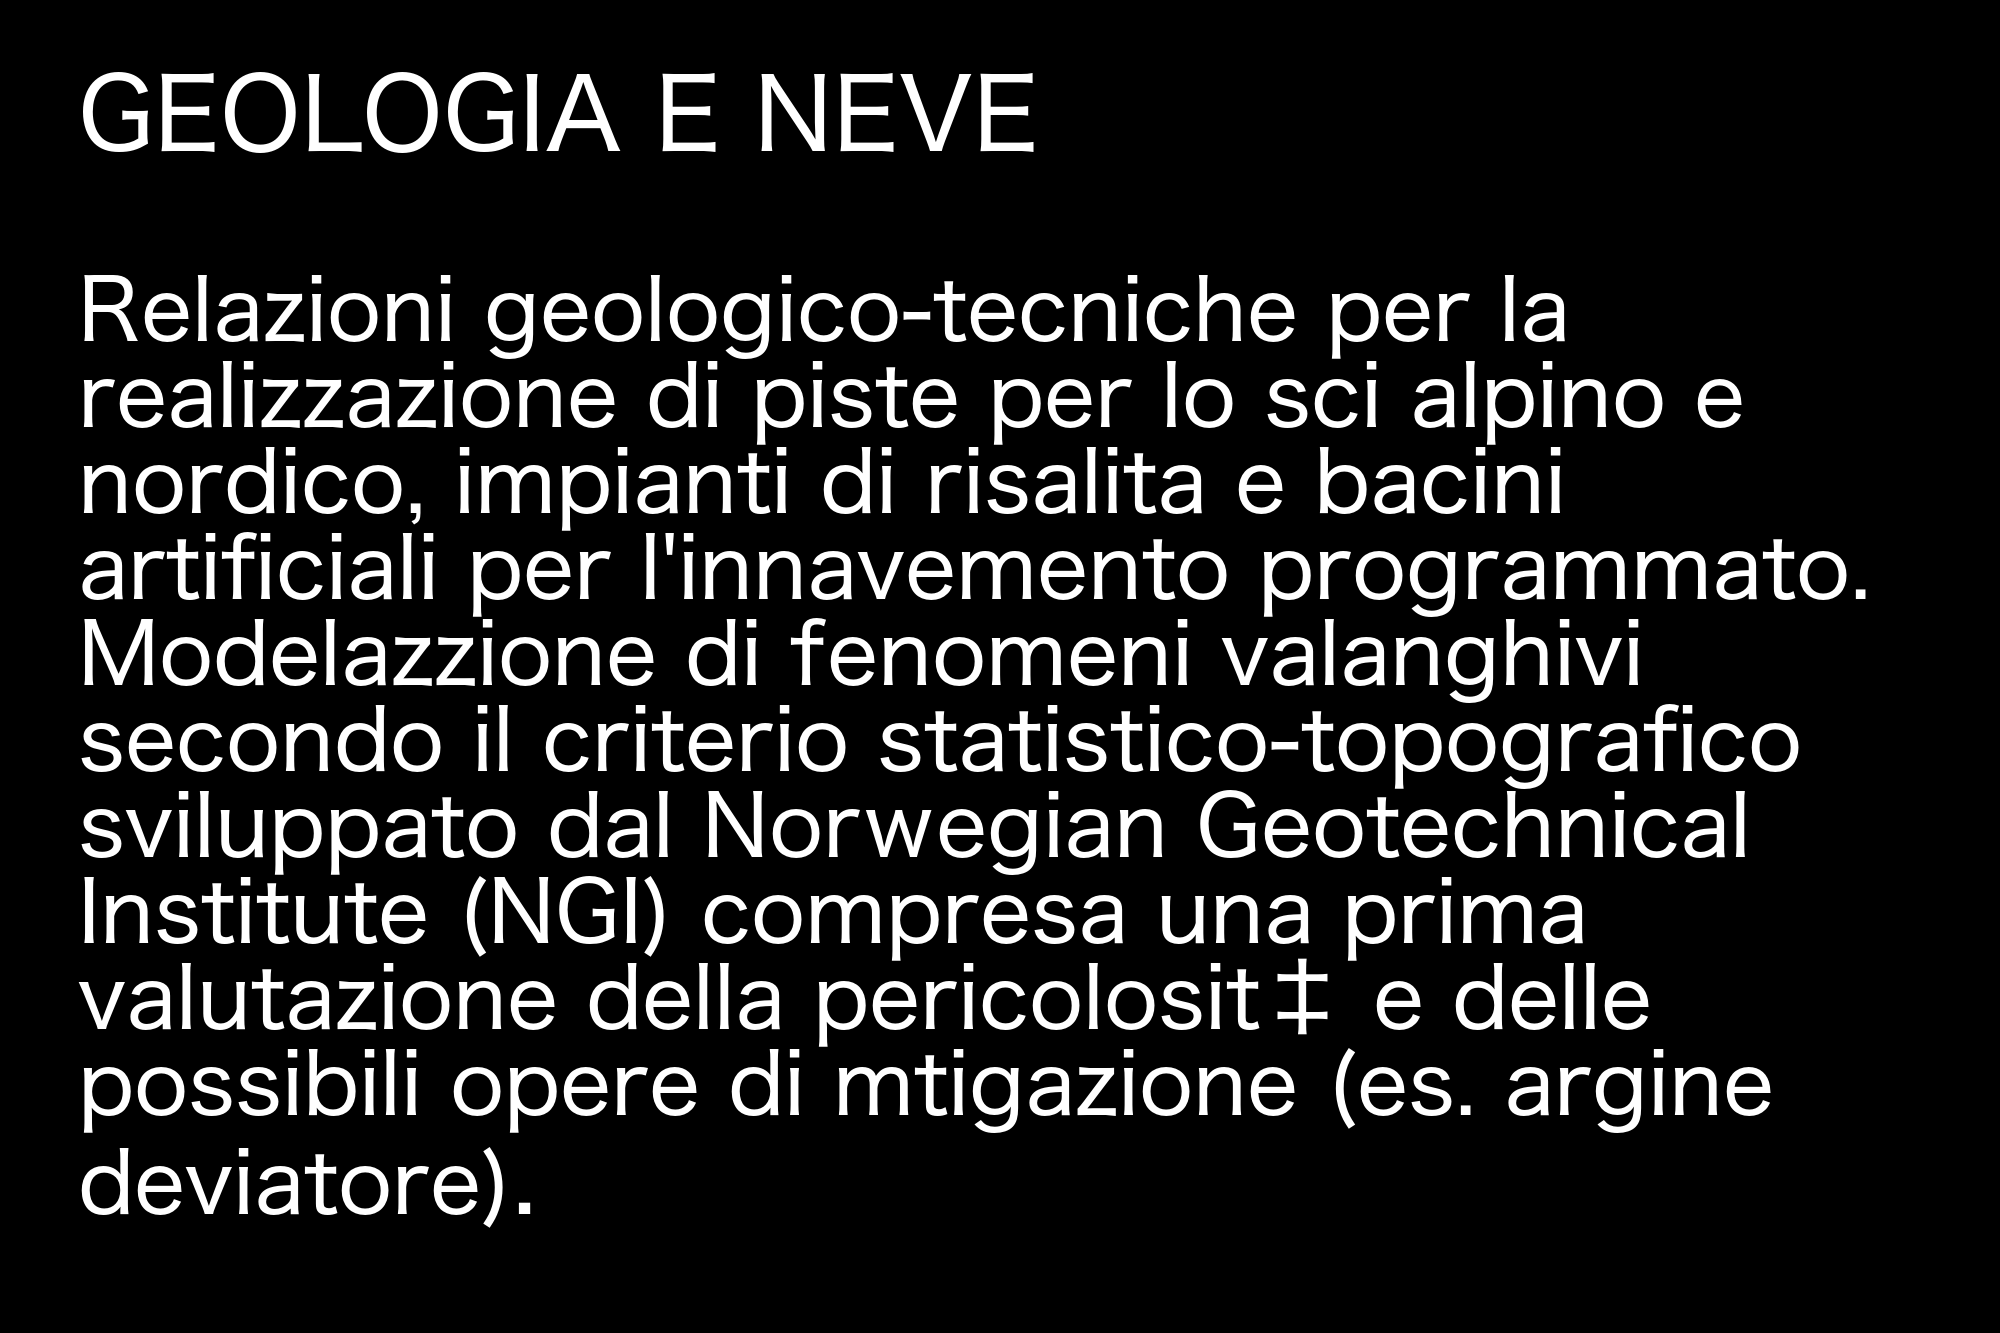 GEOLOGIA E NEVE
Relazioni geologico-tecniche per la
realizzazione di piste per lo sci alpino e
nordico, impianti di risalita e bacini
artificiali per l'innavemento programmato.
Modelazzione di fenomeni valanghivi
secondo il criterio statistico-topografico
sviluppato dal Norwegian Geotechnical
Institute (NGI) compresa una prima
valutazione della pericolosit‡ e delle
possibili opere di mtigazione (es. argine
deviatore).